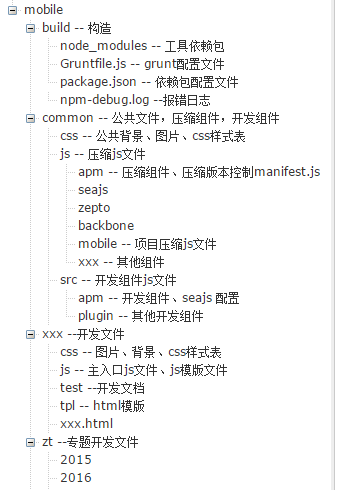 mobile
build -- 构造
node_modules -- 工具依赖包
Gruntfile.js -- grunt配置文件
package.json -- 依赖包配置文件
npm-debug.log --报错日志
common -- 公共文件，压缩组件，开发组件
css -- 公共背景、图片、css样式表
js -- 压缩js文件
apm -- 压缩组件、压缩版本控制manifest.js
seajs
zepto
backbone
mobile -- 项目压缩js文件
xxx -- 其他组件
src -- 开发组件js文件
apm -- 开发组件、seajs 配置
plugin -- 其他开发组件
xxx --开发文件
css -- 图片、背景、css样式表
js -- 主入口js文件、js模版文件
test --开发文档
tpl -- html模版
xxx.html
zt --专题开发文件
2015
2016